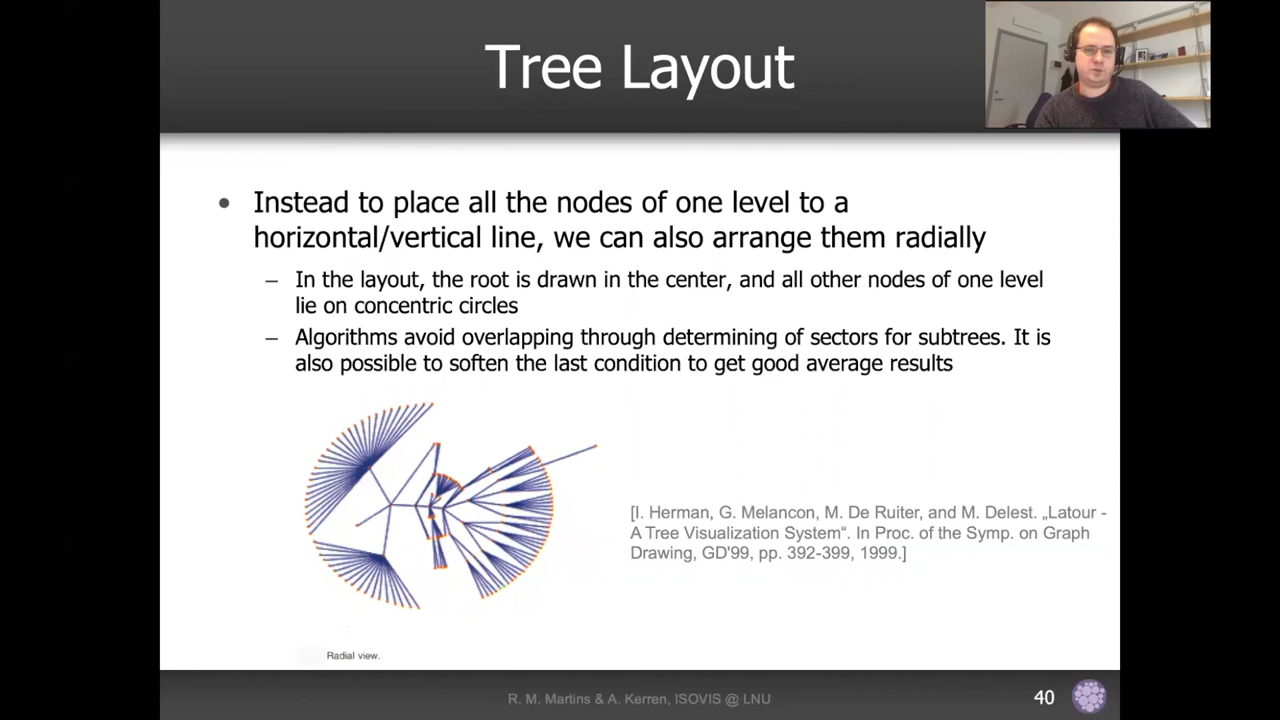 Tree Layout
• Instead to place all the nodes of one level to a
horizontal/vertical line, we can also arrange them radially
– In the layout, the root is drawn in the center, and all other nodes of one level
lie on concentric circles
– Algorithms avoid overlapping through determining of sectors for subtrees. It is
also possible to soften the last condition to get good average results
[I. Herman, G. Melancon, M. De Ruiter, and M. Delest. „Latour -
A Tree Visualization System“. In Proc. of the Symp. on Graph
Drawing, GD'99, pp. 392-399, 1999.]
Radial view.
R. M. Martins & A. Kerren, ISOVIS @ LNU
40